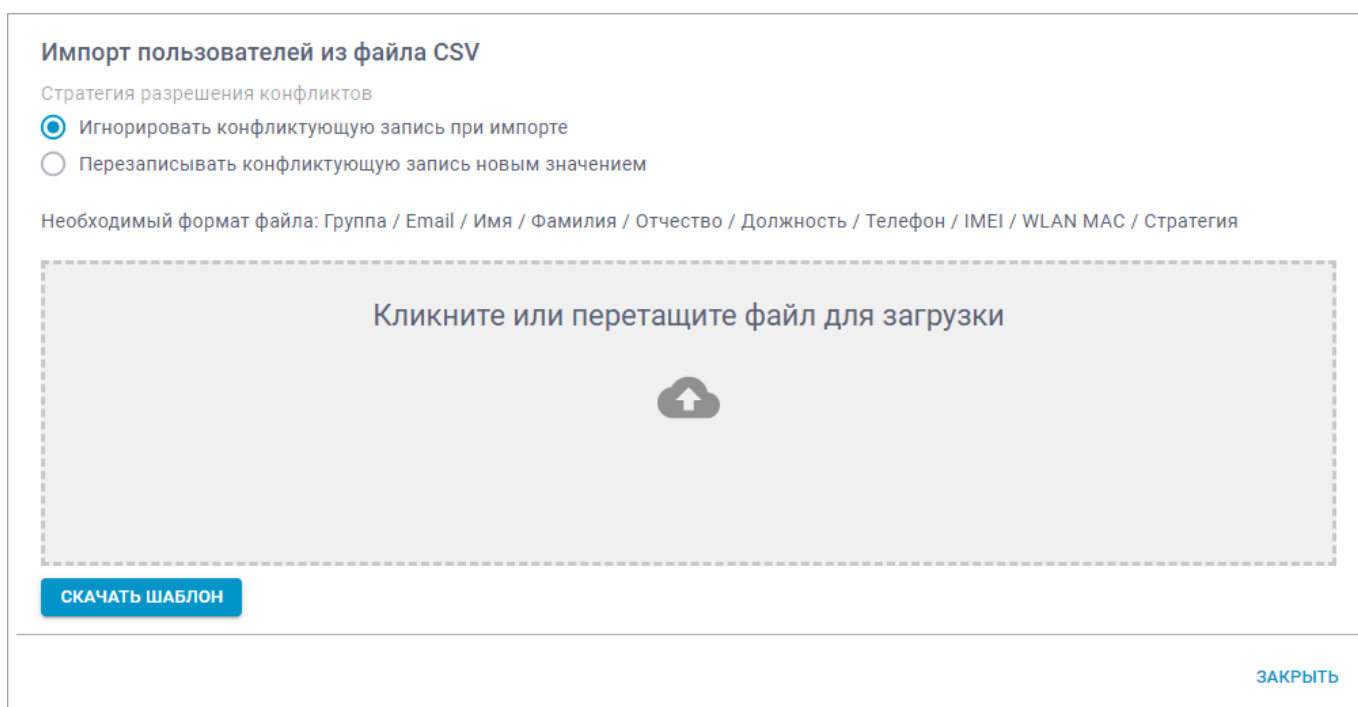 Импорт пользователей из файла CSV
Стратегия разрешения конфликтов
Игнорировать конфликтующую запись при импорте
Перезаписывать конфликтующую запись новым значением
Необходимый формат файла: Группа / Email / Имя / Фамилия / Отчество / Должность / Телефон / IMEI / WLAN MAC / Стратегия
Кликните или перетащите файл для загрузки
СКАЧАТЬ ШАБЛОН
ЗАКРЫТЬ